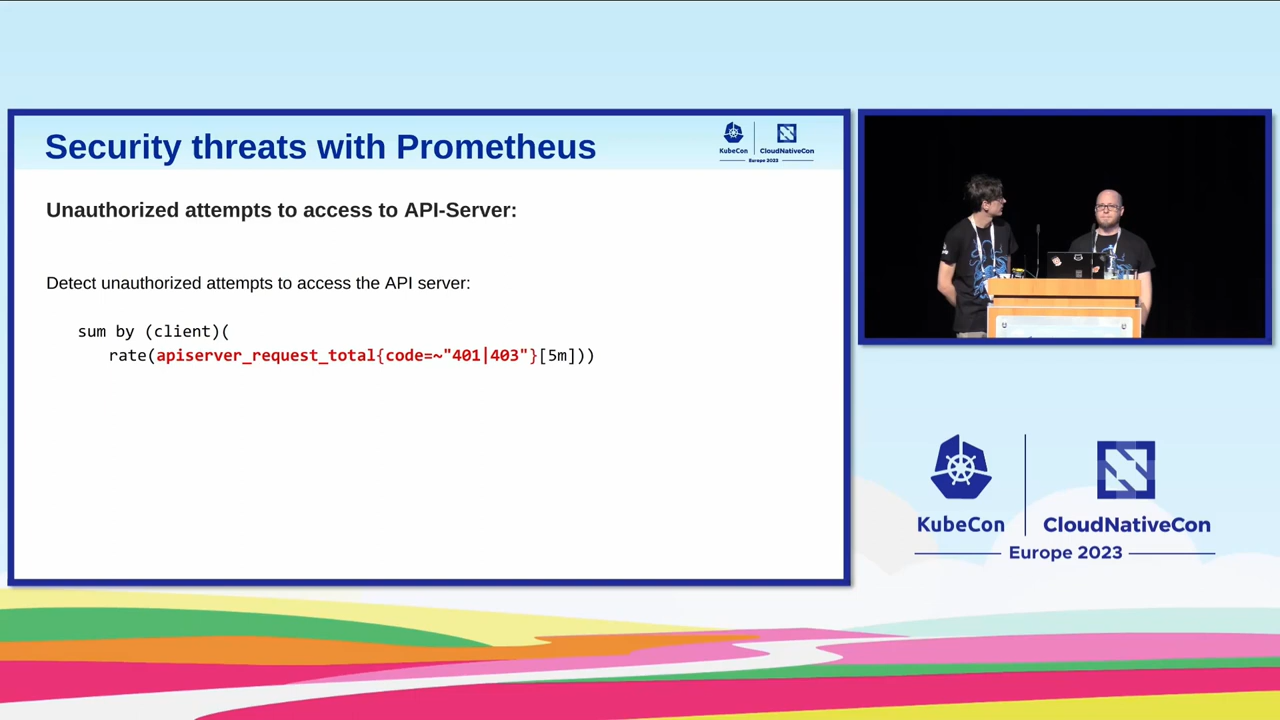 Security threats with Prometheus
KubeCon
CloudNativeCon
Europe 2023
Unauthorized attempts to access to API-Server:
Detect unauthorized attempts to access the API server:
sum by (client)(
rate(apiserver_request_total{code=~"401|403"}[5m]))
KubeCon
CloudNativeCon
Europe 2023